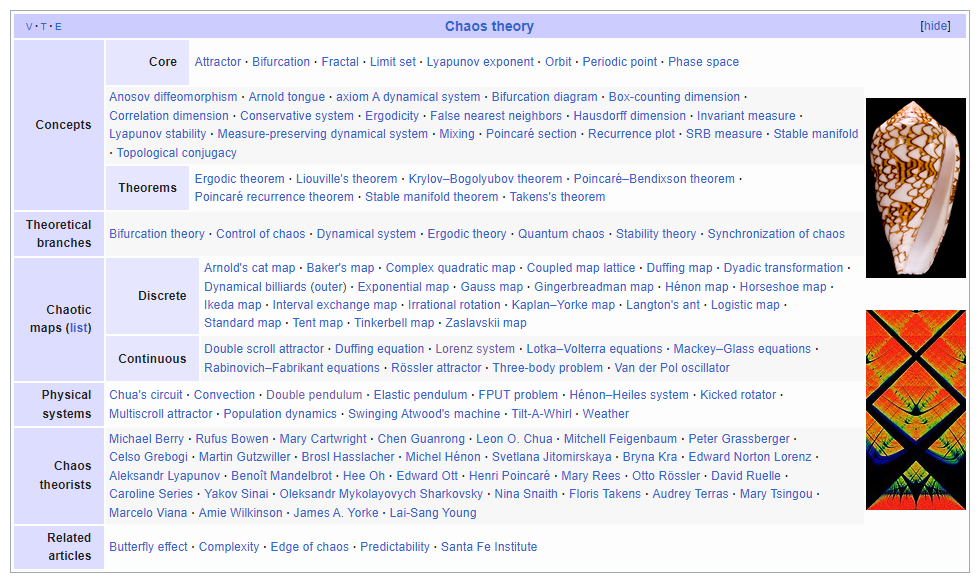 V · T · E
Chaos theory
[hide]
Concepts
Core
Attractor · Bifurcation · Fractal · Limit set · Lyapunov exponent · Orbit · Periodic point · Phase space
Anosov diffeomorphism · Arnold tongue · axiom A dynamical system · Bifurcation diagram · Box-counting dimension ·
Correlation dimension · Conservative system · Ergodicity · False nearest neighbors · Hausdorff dimension · Invariant measure ·
Lyapunov stability · Measure-preserving dynamical system · Mixing · Poincaré section · Recurrence plot · SRB measure · Stable manifold
· Topological conjugacy
Theorems
Ergodic theorem · Liouville's theorem · Krylov–Bogolyubov theorem · Poincaré–Bendixson theorem ·
Poincaré recurrence theorem · Stable manifold theorem · Takens's theorem
Theoretical
branches
Bifurcation theory · Control of chaos · Dynamical system · Ergodic theory · Quantum chaos · Stability theory · Synchronization of chaos
Chaotic
maps (list)
Discrete
Arnold's cat map · Baker's map · Complex quadratic map · Coupled map lattice · Duffing map · Dyadic transformation ·
Dynamical billiards (outer) · Exponential map · Gauss map · Gingerbreadman map · Hénon map · Horseshoe map ·
Ikeda map · Interval exchange map · Irrational rotation · Kaplan–Yorke map · Langton's ant · Logistic map ·
Standard map · Tent map · Tinkerbell map · Zaslavskii map
Continuous
Double scroll attractor · Duffing equation · Lorenz system · Lotka–Volterra equations · Mackey–Glass equations ·
Rabinovich–Fabrikant equations · Rössler attractor · Three-body problem · Van der Pol oscillator
Physical
systems
Chua's circuit · Convection · Double pendulum · Elastic pendulum · FPUT problem · Hénon–Heiles system · Kicked rotator ·
Multiscroll attractor · Population dynamics · Swinging Atwood's machine · Tilt-A-Whirl · Weather
Chaos
theorists
Michael Berry · Rufus Bowen · Mary Cartwright · Chen Guanrong · Leon O. Chua · Mitchell Feigenbaum · Peter Grassberger ·
Celso Grebogi · Martin Gutzwiller · Brosl Hasslacher · Michel Hénon · Svetlana Jitomirskaya · Bryna Kra · Edward Norton Lorenz ·
Aleksandr Lyapunov · Benoît Mandelbrot · Hee Oh · Edward Ott · Henri Poincaré · Mary Rees · Otto Rössler · David Ruelle ·
Caroline Series · Yakov Sinai · Oleksandr Mykolayovych Sharkovsky · Nina Snaith · Floris Takens · Audrey Terras · Mary Tsingou ·
Marcelo Viana · Amie Wilkinson · James A. Yorke · Lai-Sang Young
Related
articles
Butterfly effect · Complexity · Edge of chaos · Predictability · Santa Fe Institute